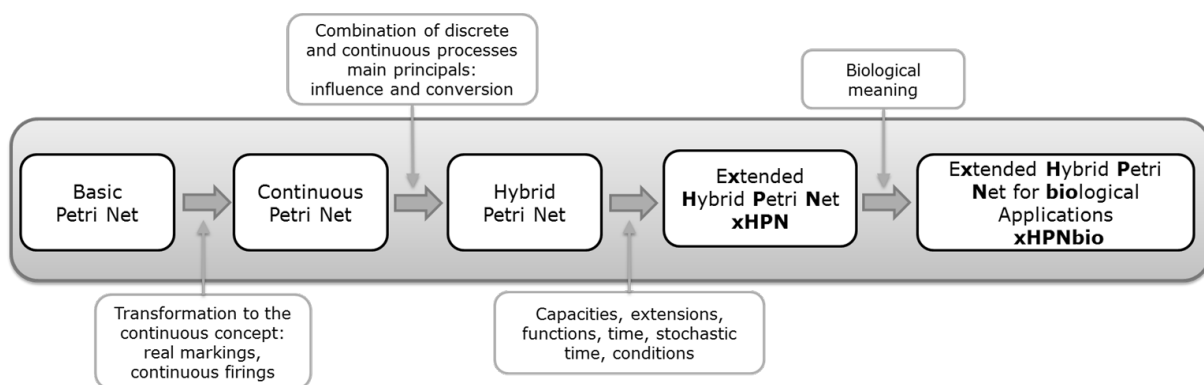 Combination of discrete
and continuous processes
main principals:
influence and conversion
Biological
meaning
Basic
Petri Net
Continuous
Petri Net
Hybrid
Petri Net
Extended
Hybrid Petri Net
xHPN
Extended Hybrid Petri
Net for biological
Applications
xHPNbio
Transformation to the
continuous concept:
real markings,
continuous firings
Capacities, extensions,
functions, time, stochastic
time, conditions